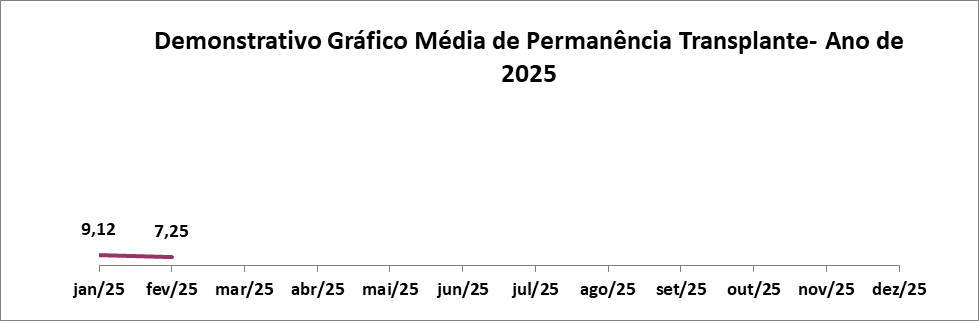 Demonstrativo Gráfico Média de Permanência Transplante- Ano de
2025
9,12 7,25
jan/25 fev/25 mar/25 abr/25 mai/25 jun/25 jul/25 ago/25 set/25 out/25 nov/25 dez/25